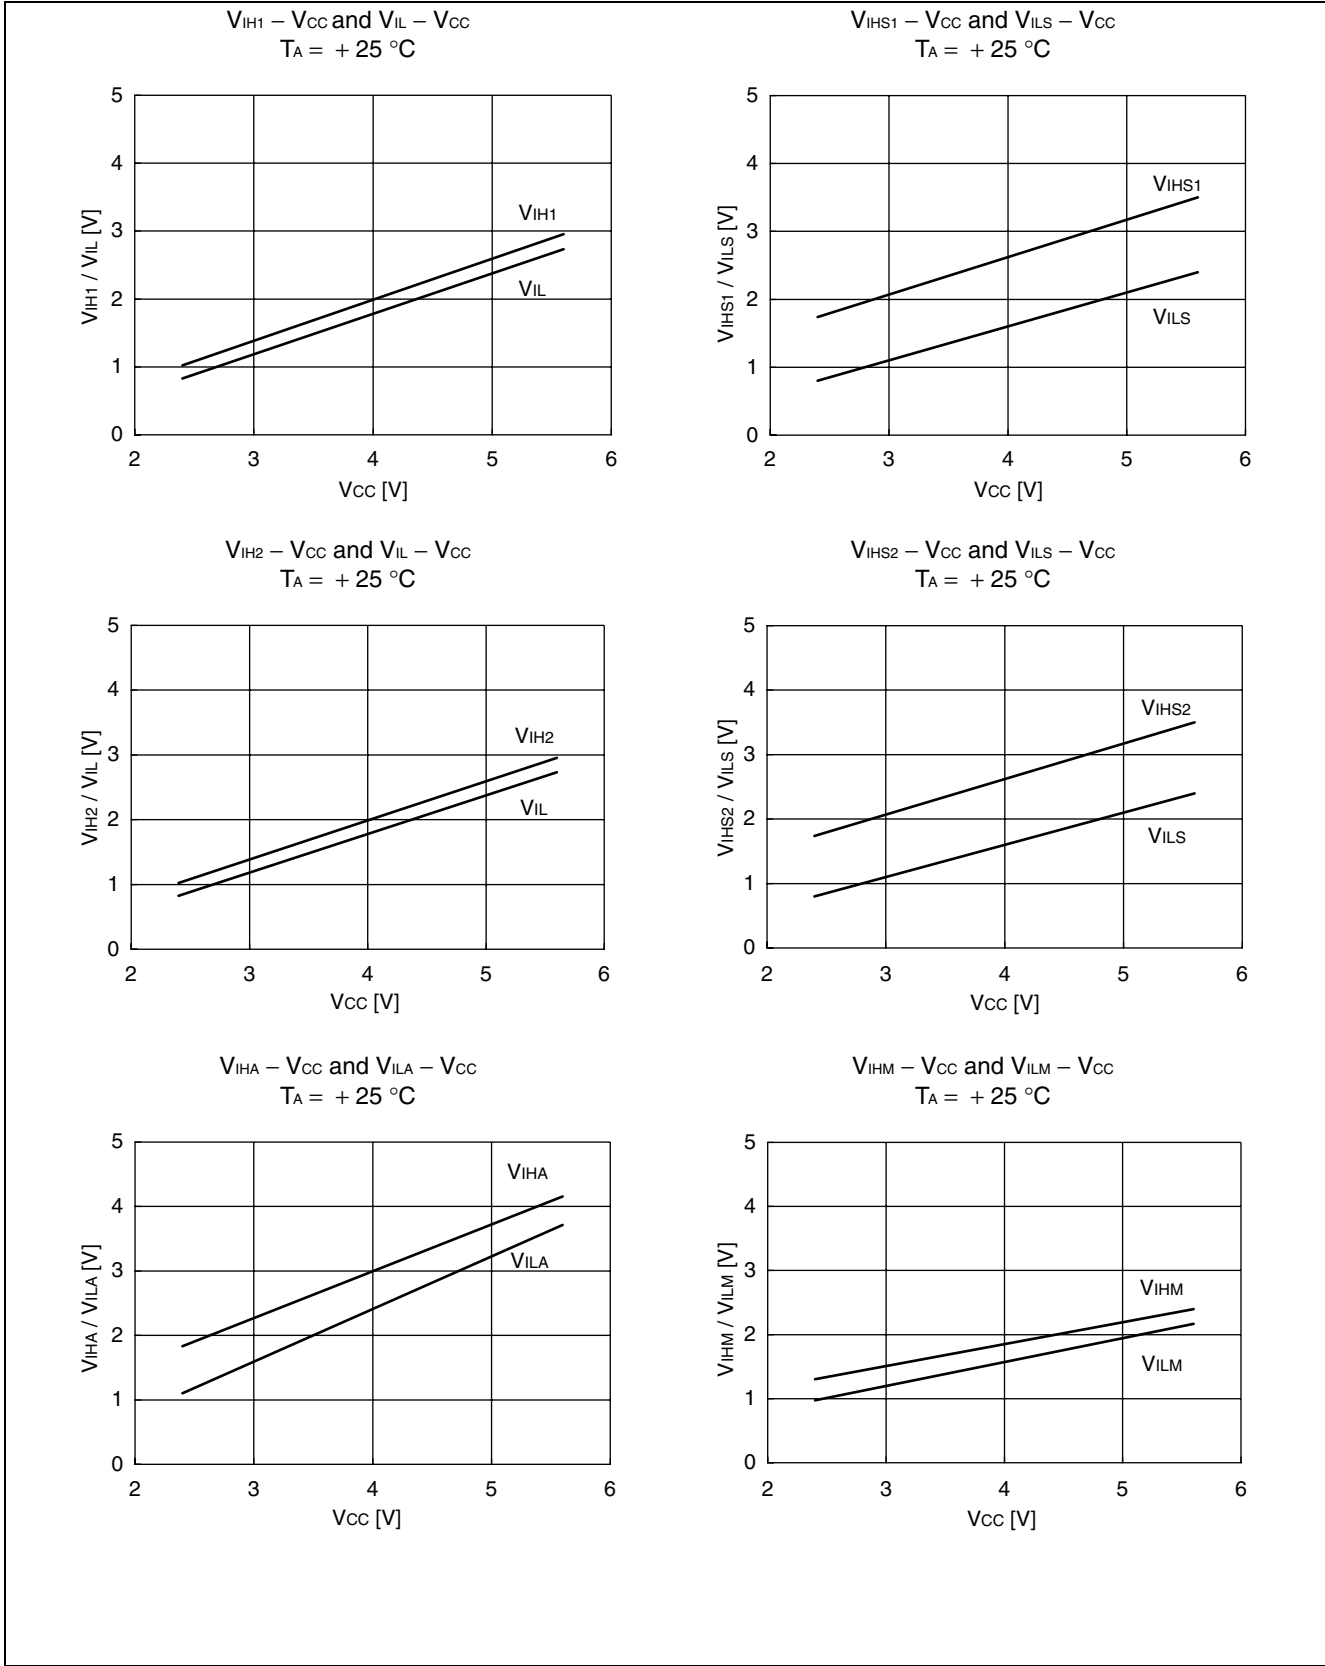 VIH1 – VCC and VIL – VCC
TA = + 25 °C
5
4
3
2
1
0
VIH1 / VIL [V]
VIH1
VIL
2 3 4 5 6
VCC [V]
VIHS1 – VCC and VILS – VCC
TA = + 25 °C
5
4
3
2
1
0
VIHS1 / VILS [V]
VIHS1
VILS
2 3 4 5 6
VCC [V]
VIH2 – VCC and VIL – VCC
TA = + 25 °C
5
4
3
2
1
0
VIH2 / VIL [V]
VIH2
VIL
2 3 4 5 6
VCC [V]
VIHS2 – VCC and VILS – VCC
TA = + 25 °C
5
4
3
2
1
0
VIHS2 / VILS [V]
VIHS2
VILS
2 3 4 5 6
VCC [V]
VIHA – VCC and VILA – VCC
TA = + 25 °C
5
4
3
2
1
0
VIHA / VILA [V]
VIHA
VILA
2 3 4 5 6
VCC [V]
VIHM – VCC and VILM – VCC
TA = + 25 °C
5
4
3
2
1
0
VIHM / VILM [V]
VIHM
VILM
2 3 4 5 6
VCC [V]